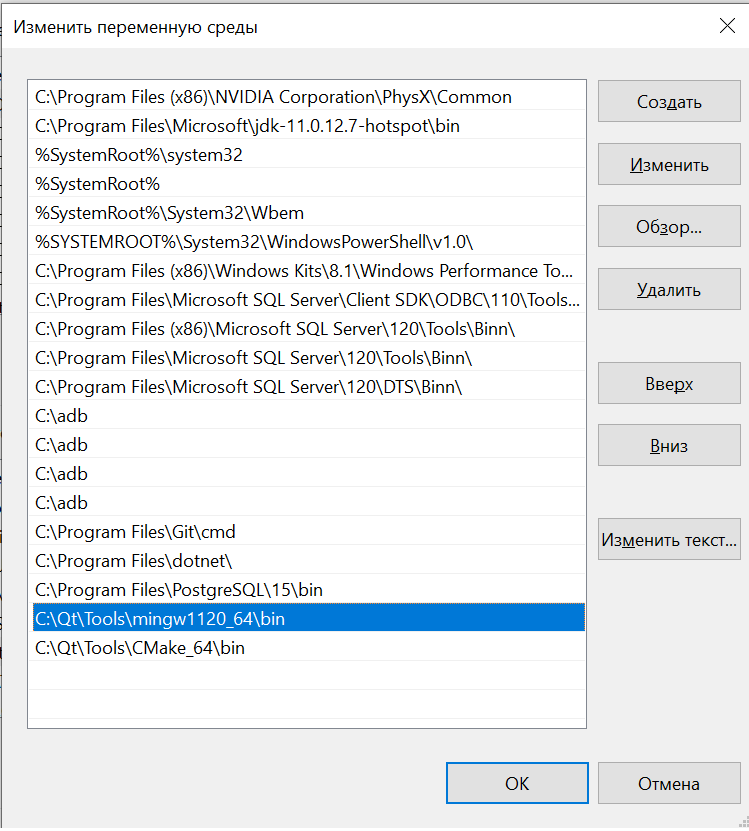 Изменить переменную среды
C:\Program Files (x86)\NVIDIA Corporation\PhysX\Common
C:\Program Files\Microsoft\jdk-11.0.12.7-hotspot\bin
%SystemRoot%\system32
%SystemRoot%
%SystemRoot%\System32\Wbem
%SYSTEMROOT%\System32\WindowsPowerShell\v1.0\
C:\Program Files (x86)\Windows Kits\8.1\Windows Performance To...
C:\Program Files\Microsoft SQL Server\Client SDK\ODBC\110\Tools...
C:\Program Files (x86)\Microsoft SQL Server\120\Tools\Binn\
C:\Program Files\Microsoft SQL Server\120\Tools\Binn\
C:\Program Files\Microsoft SQL Server\120\DTS\Binn\
C:\adb
C:\adb
C:\adb
C:\adb
C:\Program Files\Git\cmd
C:\Program Files\dotnet\
C:\Program Files\PostgreSQL\15\bin
C:\Qt\Tools\mingw1120_64\bin
C:\Qt\Tools\CMake_64\bin
Создать
Изменить
Обзор...
Удалить
Вверх
Вниз
Изменить текст...
ОК
Отмена